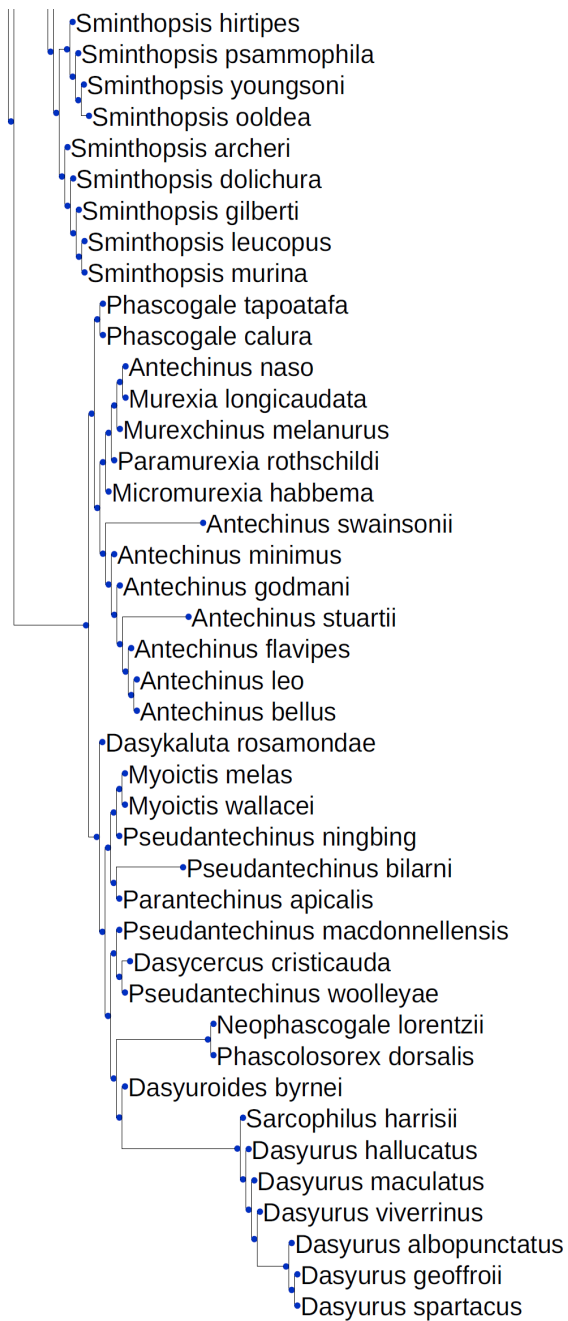 Sminthopsis hirtipes
Sminthopsis psammophila
Sminthopsis youngsoni
Sminthopsis ooldea
Sminthopsis archeri
Sminthopsis dolichura
Sminthopsis gilberti
Sminthopsis leucopus
Sminthopsis murina
Phascogale tapoatafa
Phascogale calura
Antechinus naso
Murexia longicaudata
Murexchinus melanurus
Paramurexia rothschildi
Micromurexia habbema
Antechinus swainsonii
Antechinus minimus
Antechinus godmani
Antechinus stuartii
Antechinus flavipes
Antechinus leo
Antechinus bellus
Dasykaluta rosamondae
Myoictis melas
Myoictis wallacei
Pseudantechinus ningbing
Pseudantechinus bilarni
Parantechinus apicalis
Pseudantechinus macdonnellensis
Dasycercus cristicauda
Pseudantechinus woolleyae
Neophascogale lorentzii
Phascolosorex dorsalis
Dasyuroides byrnei
Sarcophilus harrisii
Dasyurus hallucatus
Dasyurus maculatus
Dasyurus viverrinus
Dasyurus albopunctatus
Dasyurus geoffroii
Dasyurus spartacus